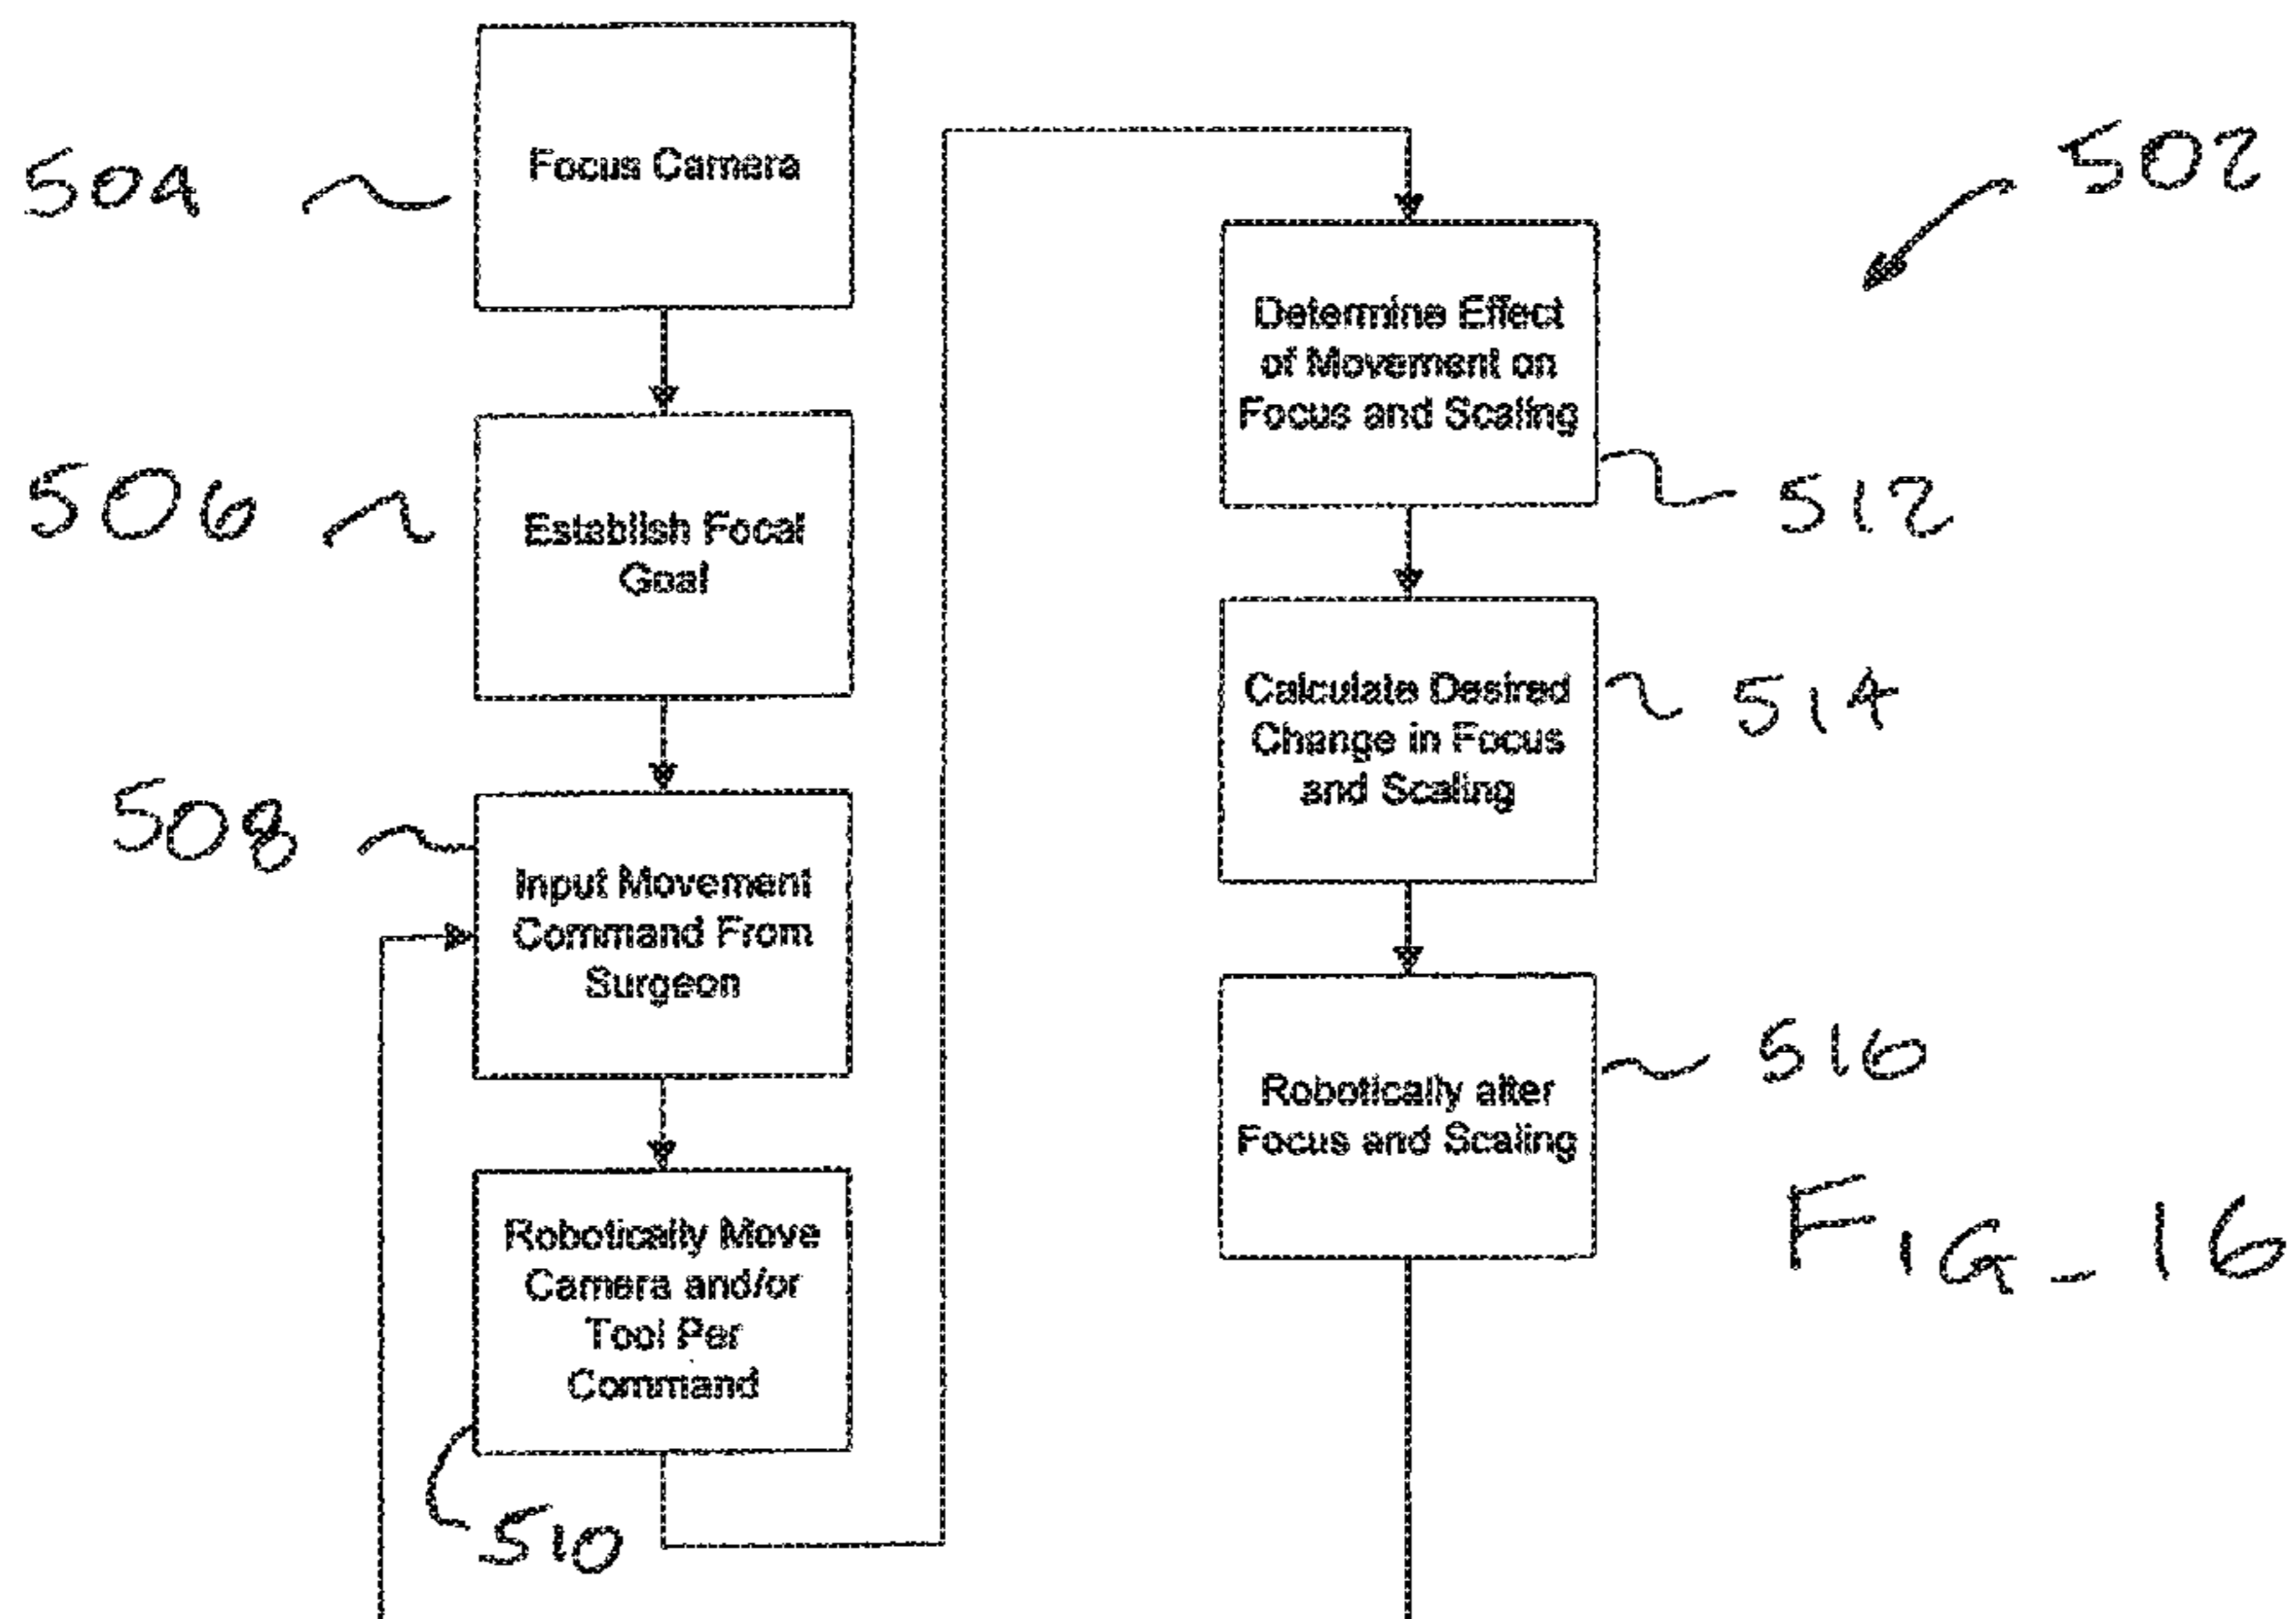 504
Focus Camera
506
Establish Focal
Goal
508
Input Movement
Command From
Surgeon
Robotically Move
Camera and/or
Tool Per
Command
510
502
Determine Effect
of Movement on
Focus and Scaling
512
Calculate Desired
Change in Focus
and Scaling
514
Robotically alter
Focus and Scaling
516
FIG_16